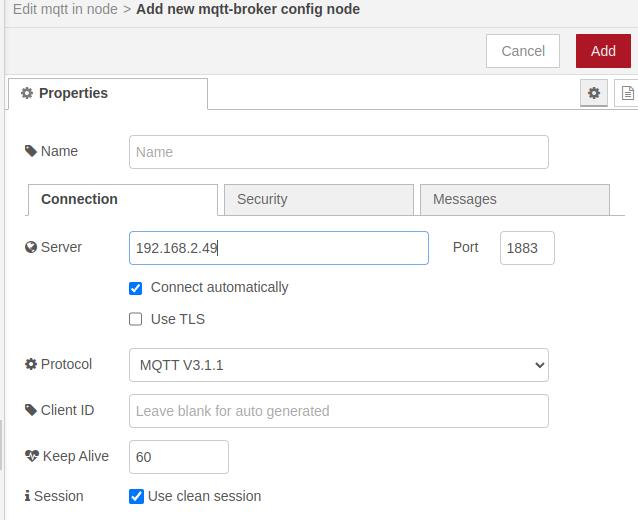 Edit mqtt in node > Add new mqtt-broker config node
Cancel Add
Properties
Name Name
Connection Security Messages
Server 192.168.2.49 Port 1883
Connect automatically
Use TLS
Protocol MQTT V3.1.1
Client ID Leave blank for auto generated
Keep Alive 60
Session Use clean session